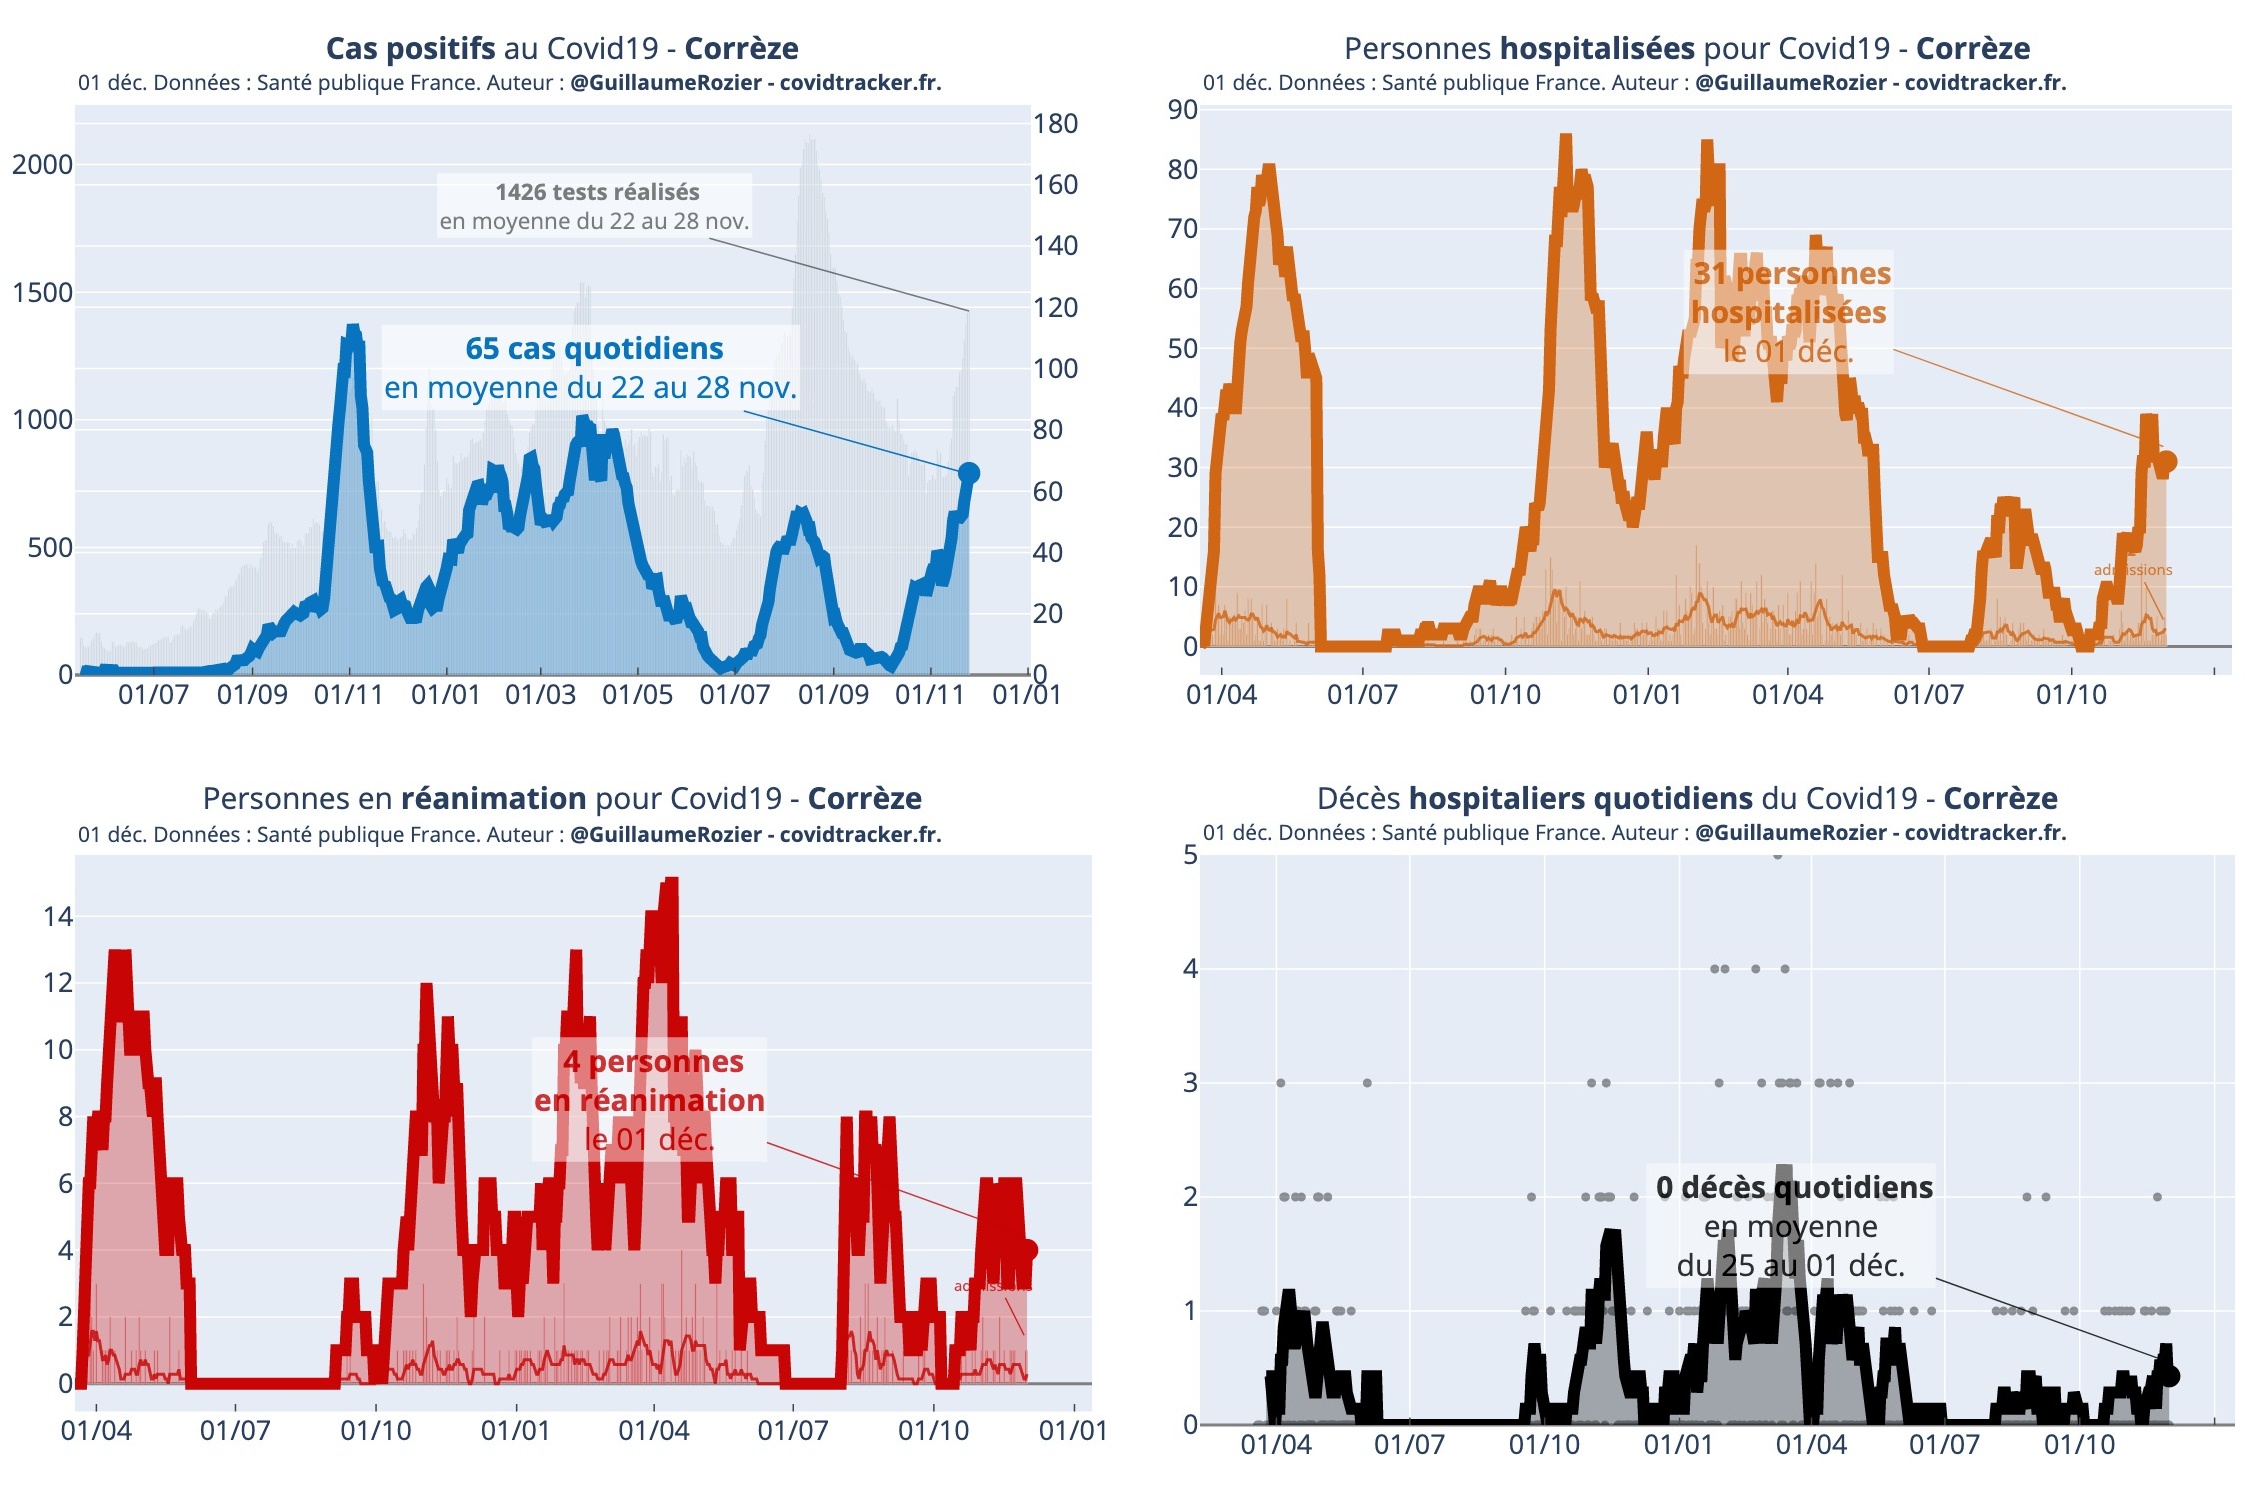 Cas positifs au Covid19 - Corrèze
01 déc. Données : Santé publique France. Auteur : @GuillaumeRozier - covidtracker.fr.
2000
1500
1000
500
0
180
160
140
120
100
80
60
40
20
0
1426 tests réalisés
en moyenne du 22 au 28 nov.
65 cas quotidiens
en moyenne du 22 au 28 nov.
01/07 01/09 01/11 01/01 01/03 01/05 01/07 01/09 01/11 01/01
Personnes hospitalisées pour Covid19 - Corrèze
01 déc. Données : Santé publique France. Auteur : @GuillaumeRozier - covidtracker.fr.
90
80
70
60
50
40
30
20
10
0
31 personnes
hospitalisées
le 01 déc.
admissions
01/04 01/07 01/10 01/01 01/04 01/07 01/10
Personnes en réanimation pour Covid19 - Corrèze
01 déc. Données : Santé publique France. Auteur : @GuillaumeRozier - covidtracker.fr.
14
12
10
8
6
4
2
0
4 personnes
en réanimation
le 01 déc.
admissions
01/04 01/07 01/10 01/01 01/04 01/07 01/10 01/01
Décès hospitaliers quotidiens du Covid19 - Corrèze
01 déc. Données : Santé publique France. Auteur : @GuillaumeRozier - covidtracker.fr.
5
4
3
2
1
0
0 décès quotidiens
en moyenne
du 25 au 01 déc.
01/04 01/07 01/10 01/01 01/04 01/07 01/10